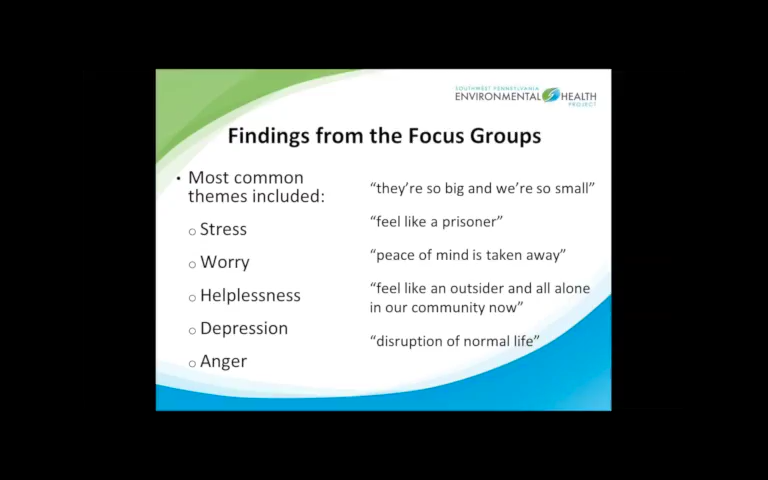 SOUTHWEST PENNSYLVANIA
ENVIRONMENTAL HEALTH
PROJECT
Findings from the Focus Groups
• Most common
themes included:
o Stress
o Worry
o Helplessness
o Depression
o Anger
“they’re so big and we’re so small”
“feel like a prisoner”
“peace of mind is taken away”
“feel like an outsider and all alone
in our community now”
“disruption of normal life”